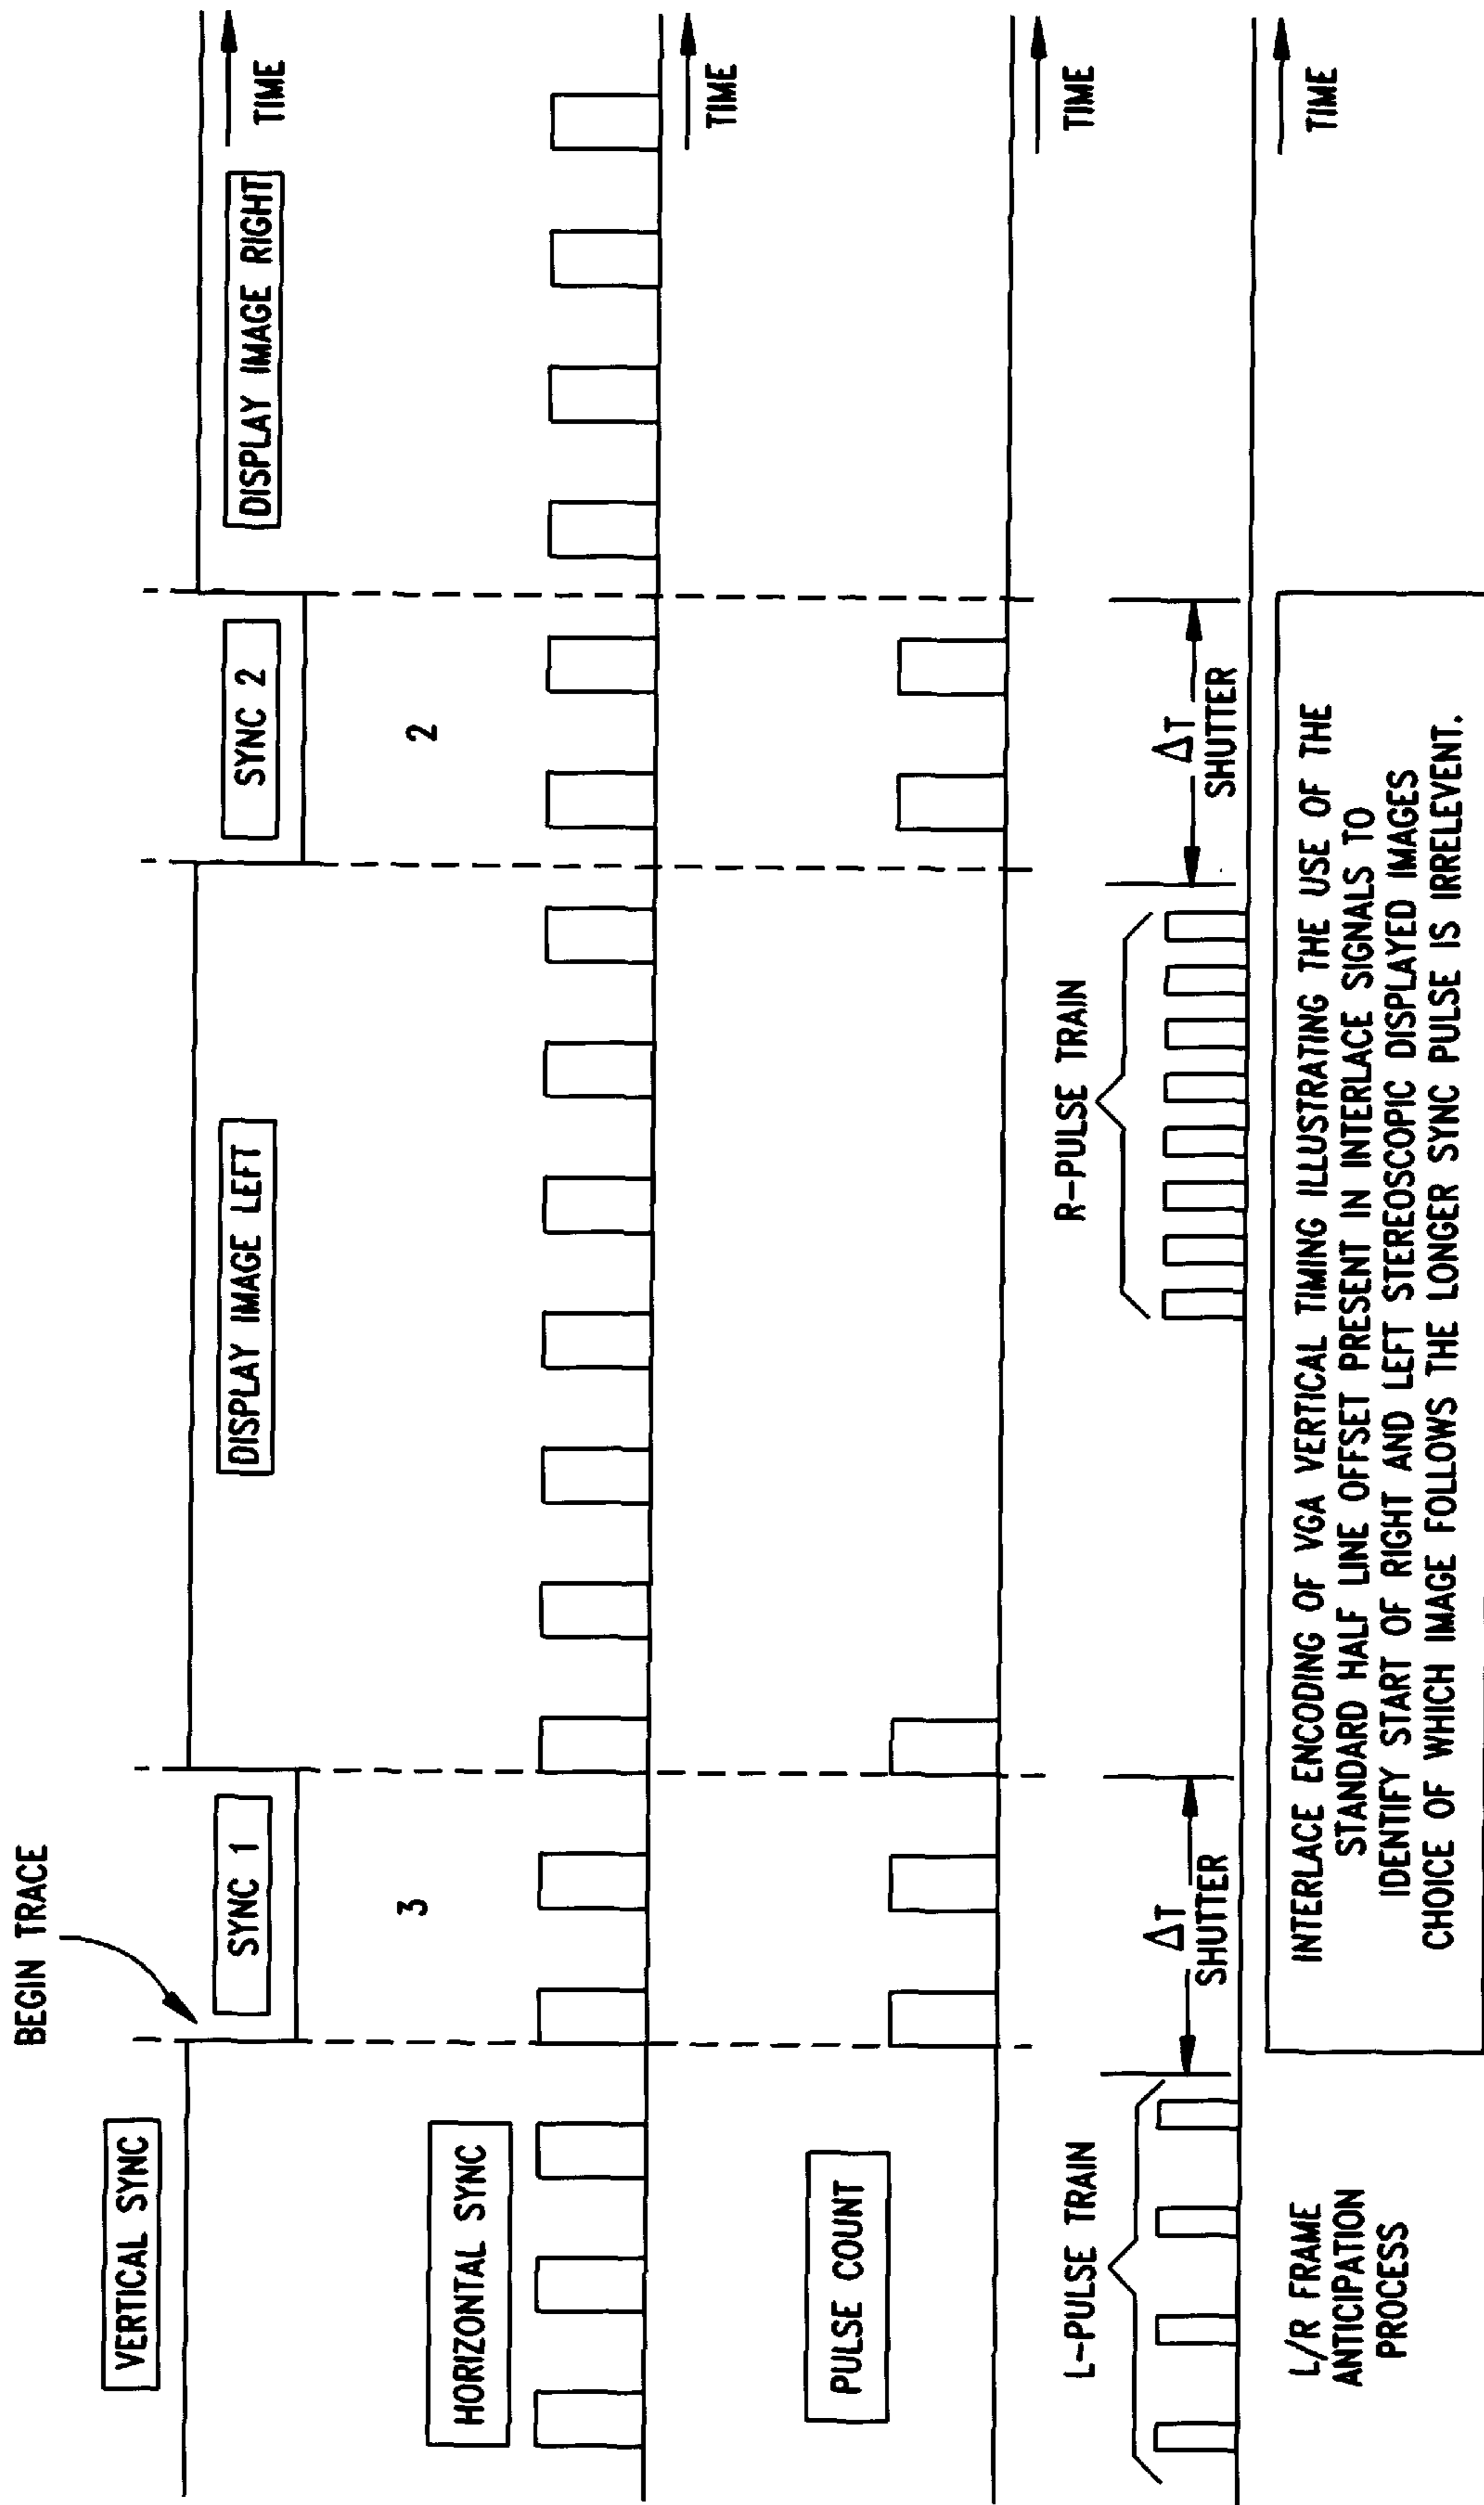 BEGIN TRACE
VERTICAL SYNC
SYNC 1
DISPLAY IMAGE LEFT
SYNC 2
DISPLAY IMAGE RIGHT
TIME
3
2
HORIZONTAL SYNC
TIME
PULSE COUNT
TIME
L-PULSE TRAIN
ΔT
SHUTTER
R-PULSE TRAIN
ΔT
SHUTTER
TIME
L/R FRAME
ANTICIPATION
PROCESS
INTERLACE ENCODING OF VGA VERTICAL TIMING ILLUSTRATING THE USE OF THE
STANDARD HALF LINE OFFSET PRESENT IN INTERLACE SIGNALS TO
IDENTIFY START OF RIGHT AND LEFT STEREOSCOPIC DISPLAYED IMAGES
CHOICE OF WHICH IMAGE FOLLOWS THE LONGER SYNC PULSE IS IRRELEVENT.